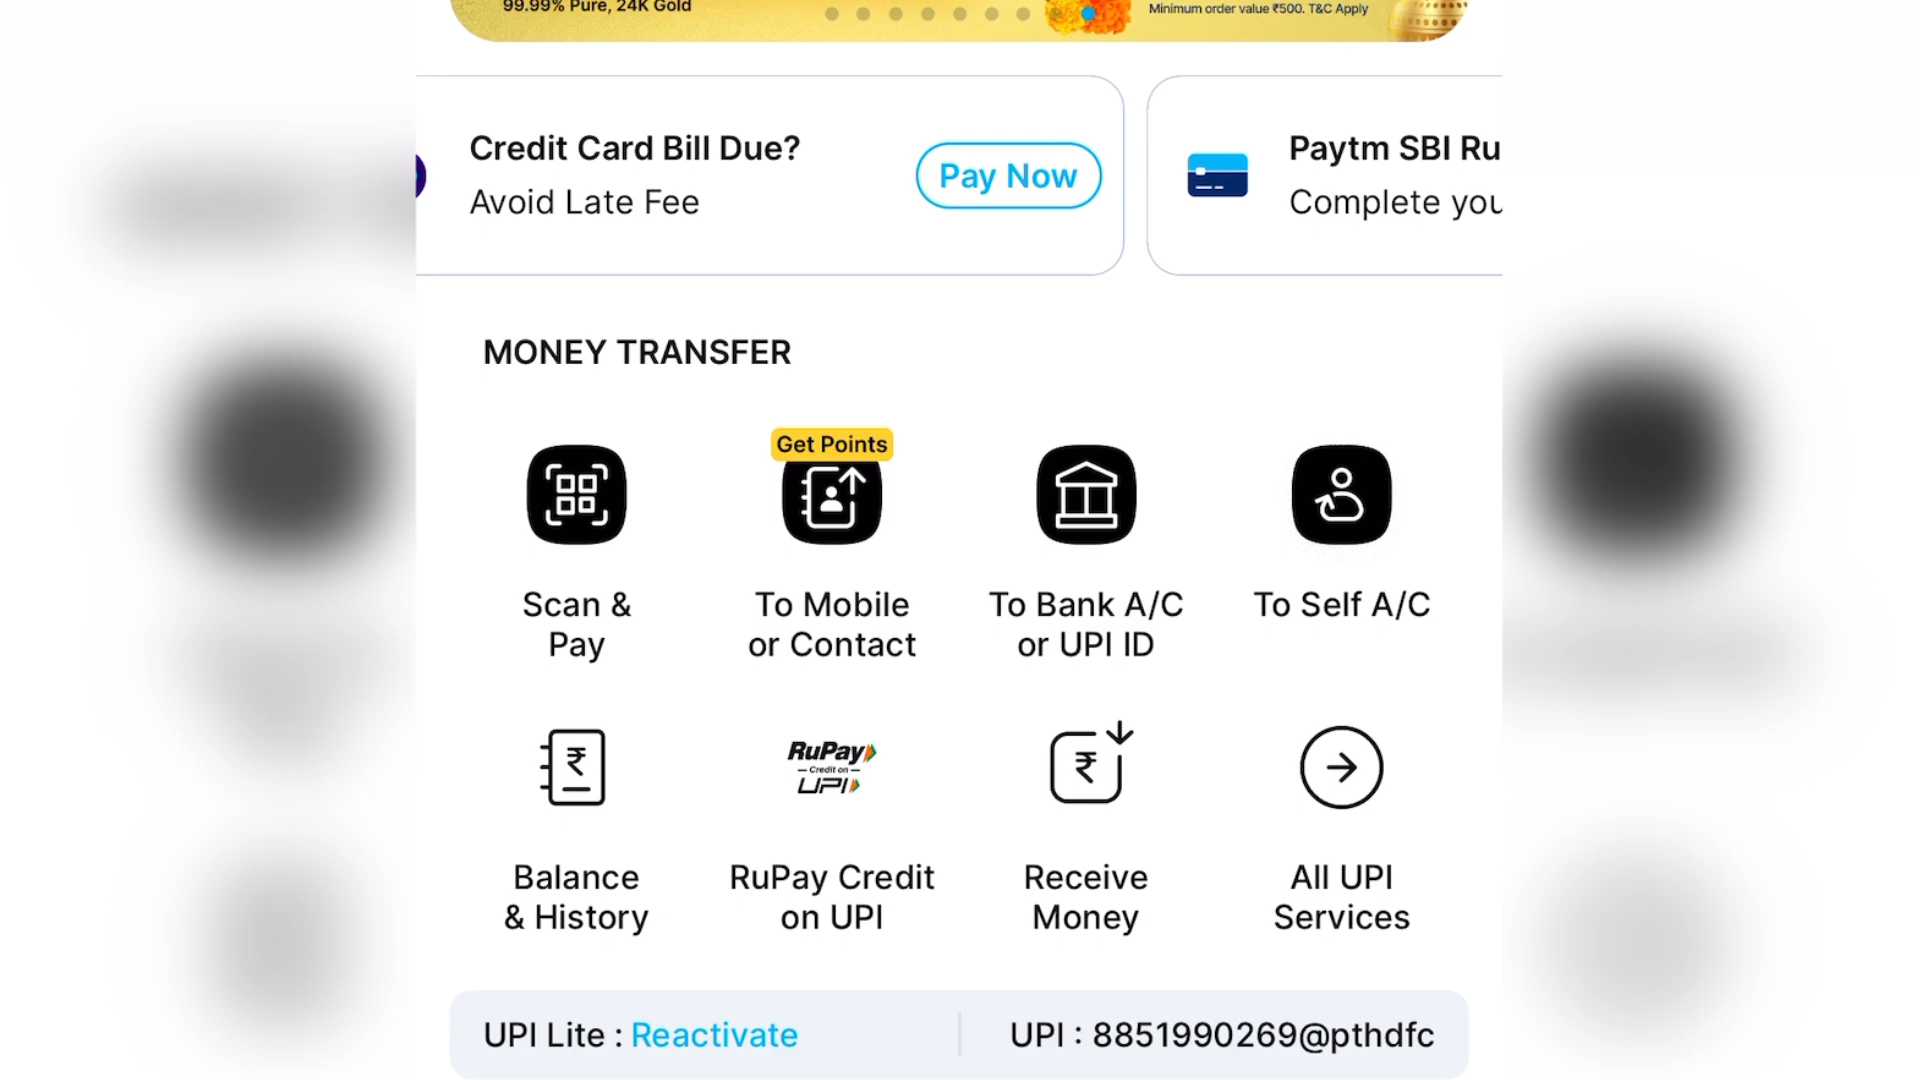 99.99% Pure, 24K Gold
Minimum order value ₹500. T&C Apply
Credit Card Bill Due?
Avoid Late Fee
Pay Now
Paytm SBI Ru
Complete you
MONEY TRANSFER
Get Points
Scan &
Pay
To Mobile
or Contact
To Bank A/C
or UPI ID
To Self A/C
RuPay
Credit on
UPI
Balance
& History
RuPay Credit
on UPI
Receive
Money
All UPI
Services
UPI Lite : Reactivate
UPI : 8851990269@pthdfc